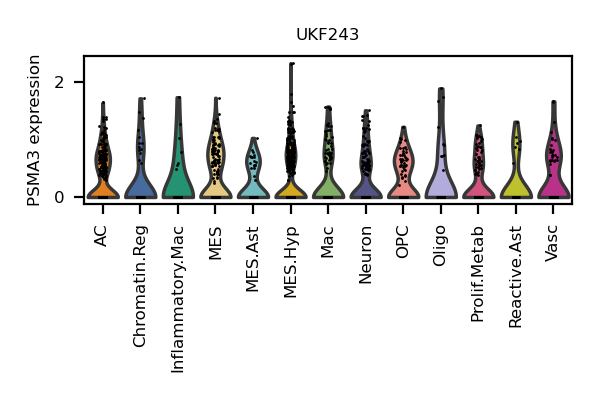 UKF243
PSMA3 expression
2
0
AC
Chromatin.Reg
Inflammatory.Mac
MES
MES.Ast
MES.Hyp
Mac
Neuron
OPC
Oligo
Prolif.Metab
Reactive.Ast
Vasc